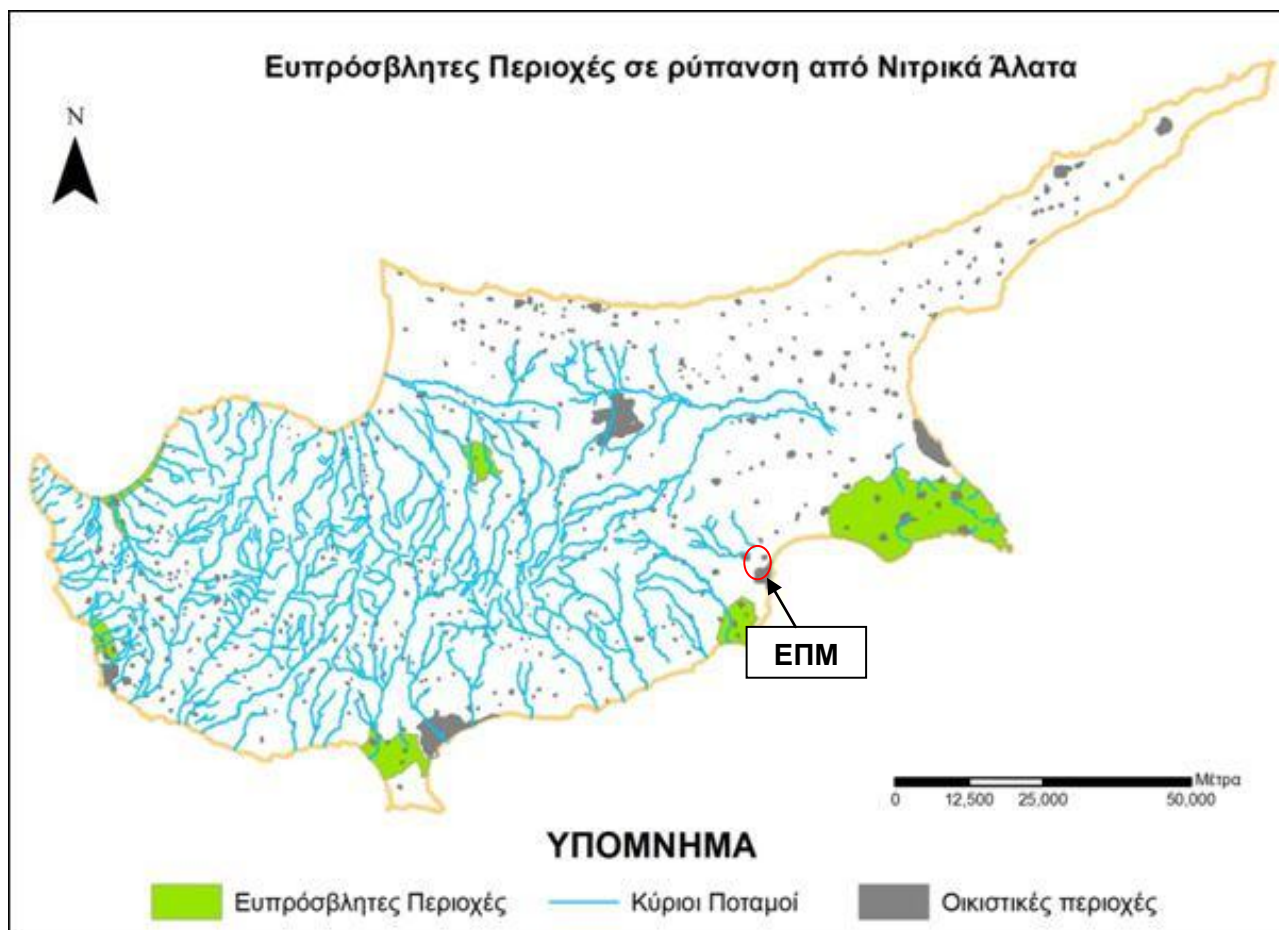 Ευπρόσβλητες Περιοχές σε ρύπανση από Νιτρικά Άλατα
N
ΕΠΜ
Μέτρα
0 12,500 25,000 50,000
ΥΠΟΜΝΗΜΑ
Ευπρόσβλητες Περιοχές Κύριοι Ποταμοί Οικιστικές περιοχές